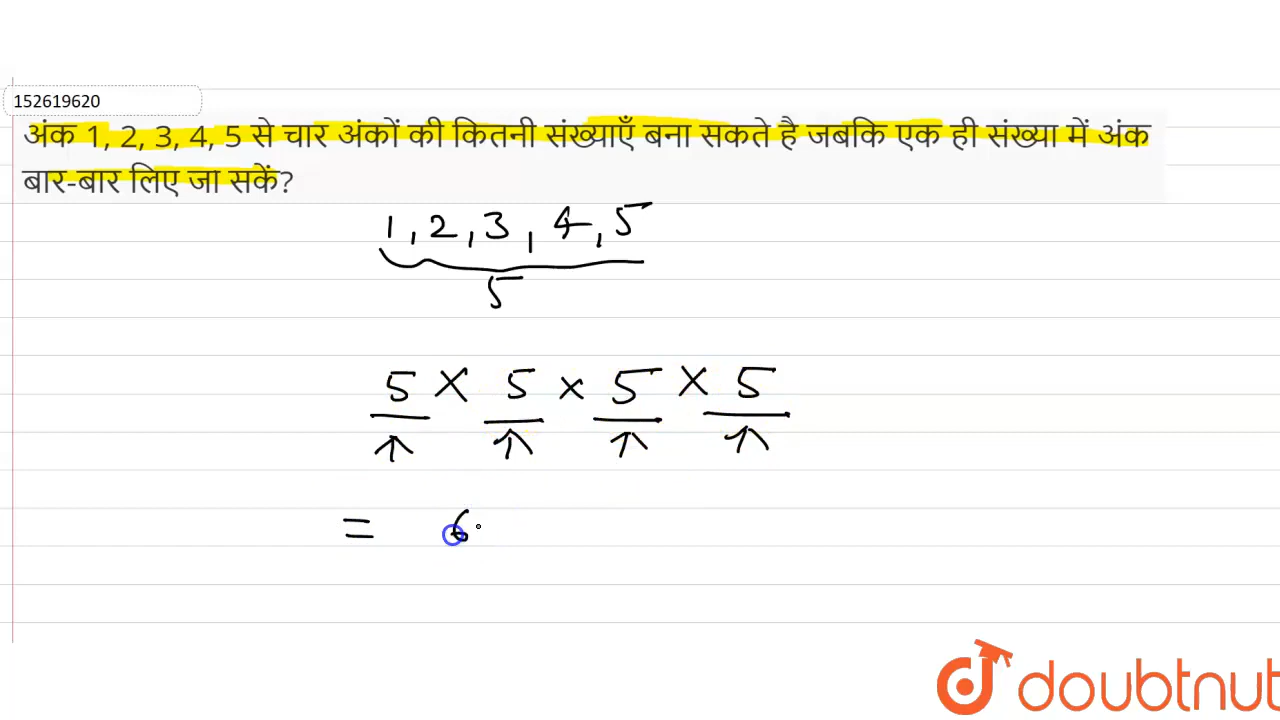 152619620
अंक 1, 2, 3, 4, 5 से चार अंकों की कितनी संख्याएँ बना सकते है जबकि एक ही संख्या में अंक
बार-बार लिए जा सकें?
1, 2, 3, 4, 5
5
5 × 5 × 5 × 5
= 6
doubtnut